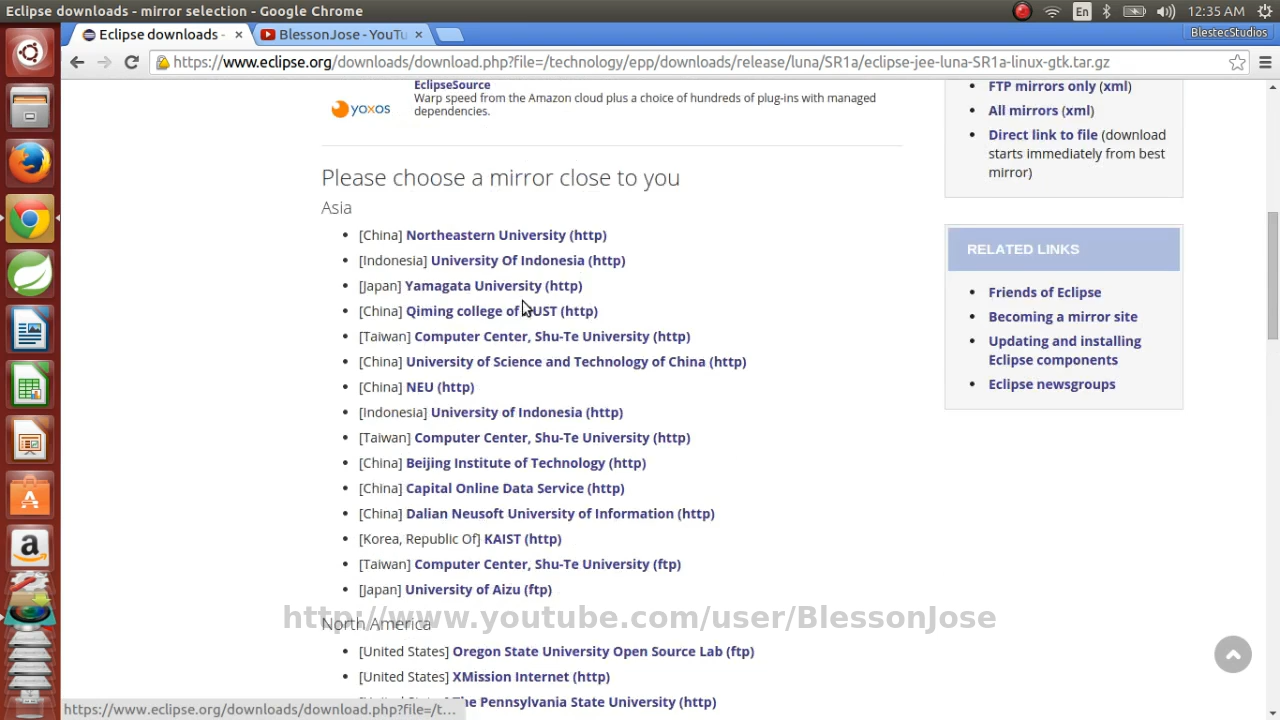 Eclipse downloads - mirror selection - Google Chrome
En
12:35 AM
Eclipse downloads -
BlessonJose - YouTu
BlestecStudios
https://www.eclipse.org/downloads/download.php?file=/technology/epp/downloads/release/luna/SR1a/eclipse-jee-luna-SR1a-linux-gtk.tar.gz
yoxos
EclipseSource
Warp speed from the Amazon cloud plus a choice of hundreds of plug-ins with managed
dependencies.
Please choose a mirror close to you
Asia
[China] Northeastern University (http)
[Indonesia] University Of Indonesia (http)
[Japan] Yamagata University (http)
[China] Qiming college of UST (http)
[Taiwan] Computer Center, Shu-Te University (http)
[China] University of Science and Technology of China (http)
[China] NEU (http)
[Indonesia] University of Indonesia (http)
[Taiwan] Computer Center, Shu-Te University (http)
[China] Beijing Institute of Technology (http)
[China] Capital Online Data Service (http)
[China] Dalian Neusoft University of Information (http)
[Korea, Republic Of] KAIST (http)
[Taiwan] Computer Center, Shu-Te University (ftp)
[Japan] University of Aizu (ftp)
North America
[United States] Oregon State University Open Source Lab (ftp)
[United States] XMission Internet (http)
The Pennsylvania State University (http)
FTP mirrors only (xml)
All mirrors (xml)
Direct link to file (download
starts immediately from best
mirror)
RELATED LINKS
Friends of Eclipse
Becoming a mirror site
Updating and installing
Eclipse components
Eclipse newsgroups
http://www.youtube.com/user/BlessonJose
https://www.eclipse.org/downloads/download.php?file=/t...